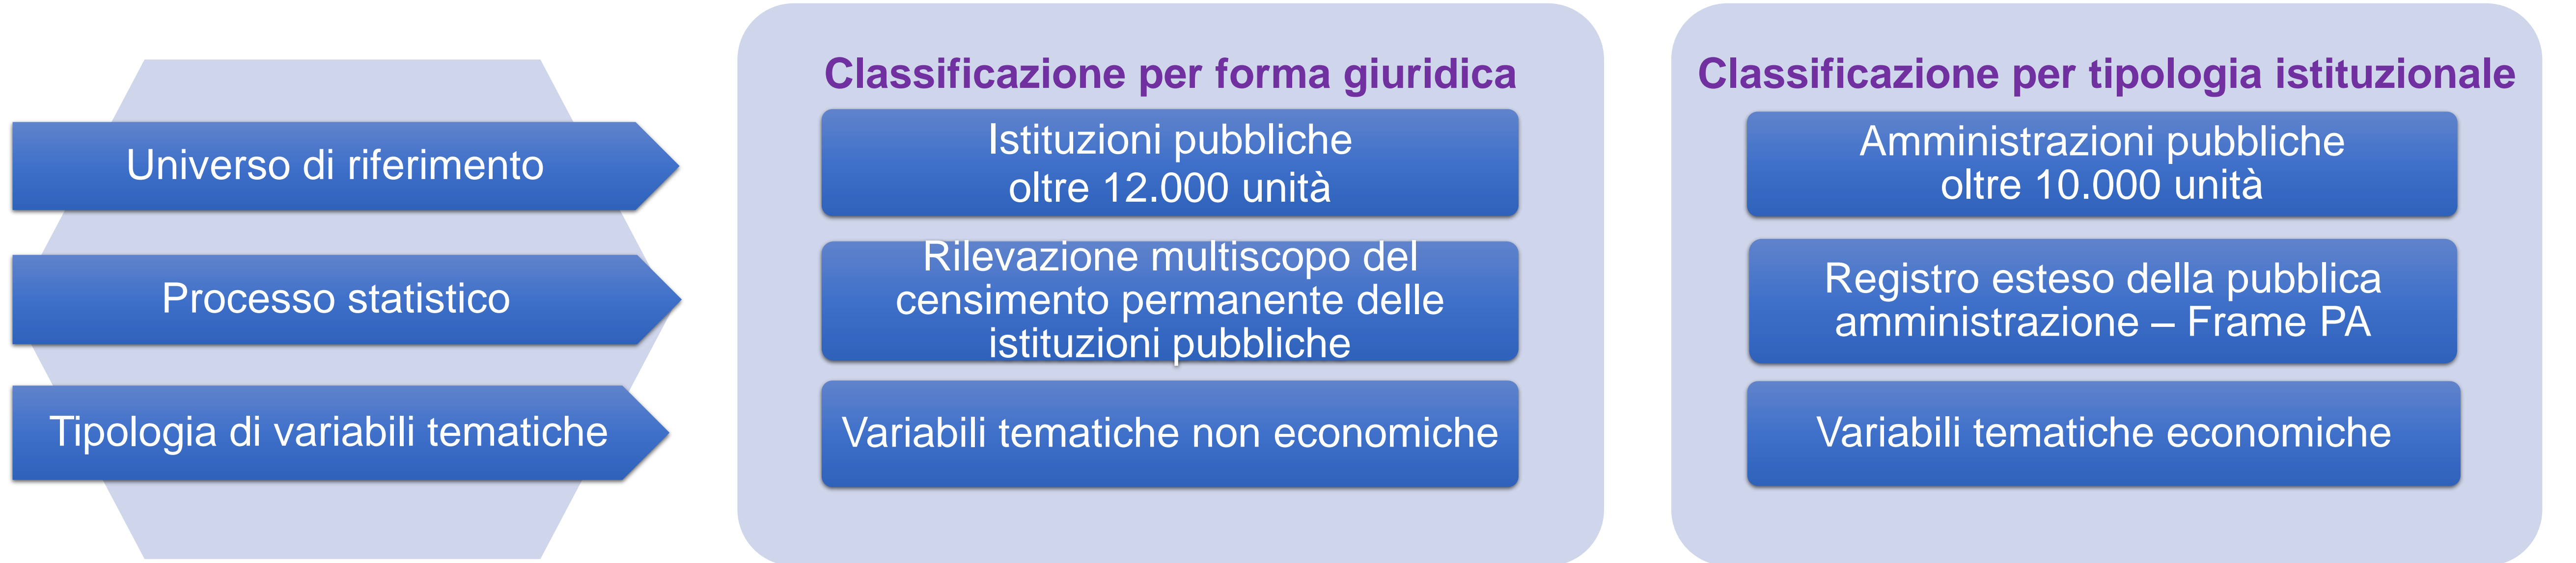 Universo di riferimento
Processo statistico
Tipologia di variabili tematiche
Classificazione per forma giuridica
Istituzioni pubbliche
oltre 12.000 unità
Rilevazione multiscopo del
censimento permanente delle
istituzioni pubbliche
Variabili tematiche non economiche
Classificazione per tipologia istituzionale
Amministrazioni pubbliche
oltre 10.000 unità
Registro esteso della pubblica
amministrazione – Frame PA
Variabili tematiche economiche